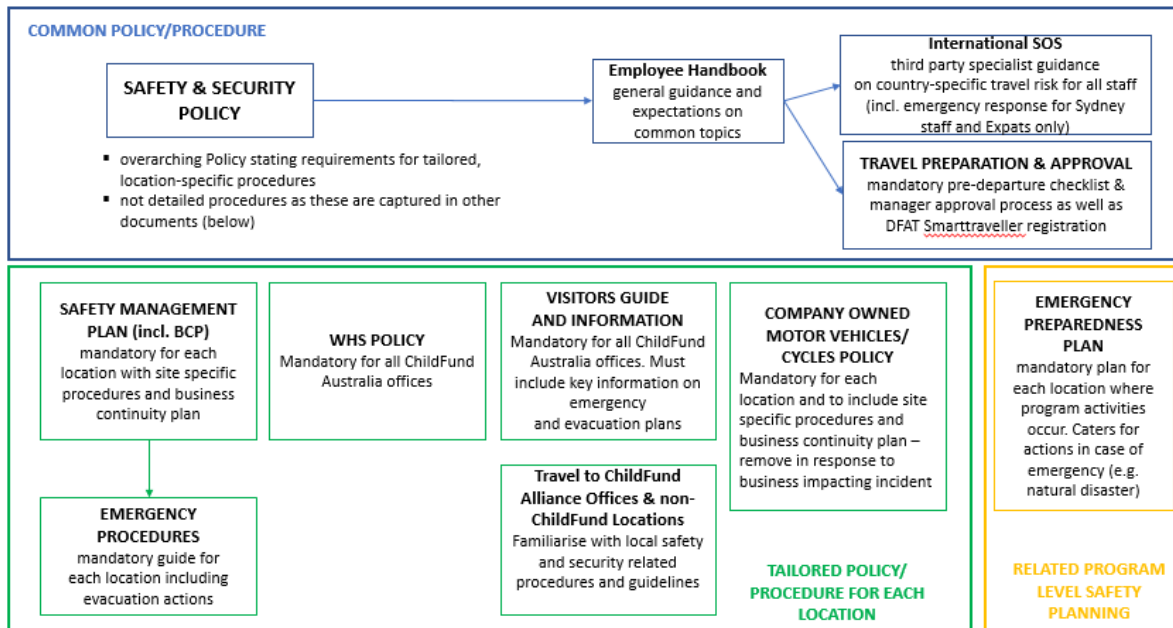 COMMON POLICY/PROCEDURE
SAFETY & SECURITY
POLICY
▪ overarching Policy stating requirements for tailored,
location-specific procedures
▪ not detailed procedures as these are captured in other
documents (below)
Employee Handbook
general guidance and
expectations on
common topics
International SOS
third party specialist guidance
on country-specific travel risk for all staff
(incl. emergency response for Sydney
staff and Expats only)
TRAVEL PREPARATION & APPROVAL
mandatory pre-departure checklist &
manager approval process as well as
DFAT Smarttraveller registration
SAFETY MANAGEMENT
PLAN (incl. BCP)
mandatory for each
location with site specific
procedures and business
continuity plan
EMERGENCY
PROCEDURES
mandatory guide for
each location including
evacuation actions
WHS POLICY
Mandatory for all ChildFund
Australia offices
VISITORS GUIDE
AND INFORMATION
Mandatory for all ChildFund
Australia offices. Must
include key information on
emergency
and evacuation plans
Travel to ChildFund
Alliance Offices & non-
ChildFund Locations
Familiarise with local safety
and security related
procedures and guidelines
COMPANY OWNED
MOTOR VEHICLES/
CYCLES POLICY
Mandatory for each
location and to include site
specific procedures and
business continuity plan –
remove in response to
business impacting incident
TAILORED POLICY/
PROCEDURE FOR EACH
LOCATION
EMERGENCY
PREPAREDNESS
PLAN
mandatory plan for
each location where
program activities
occur. Caters for
actions in case of
emergency (e.g.
natural disaster)
RELATED PROGRAM
LEVEL SAFETY
PLANNING